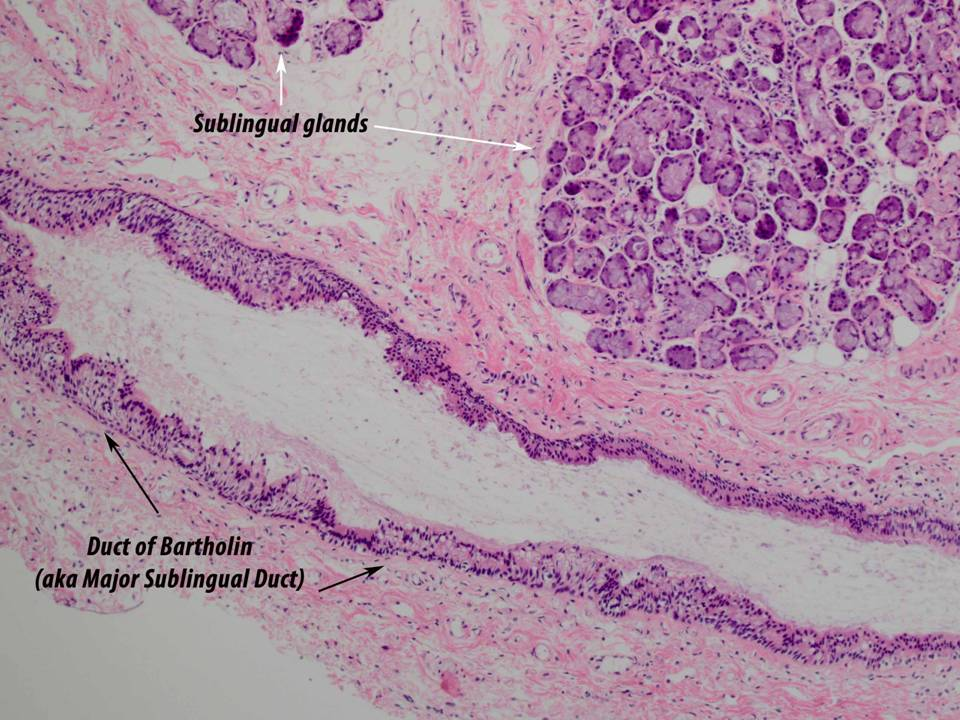 Sublingual glands
Duct of Bartholin
(aka Major Sublingual Duct)